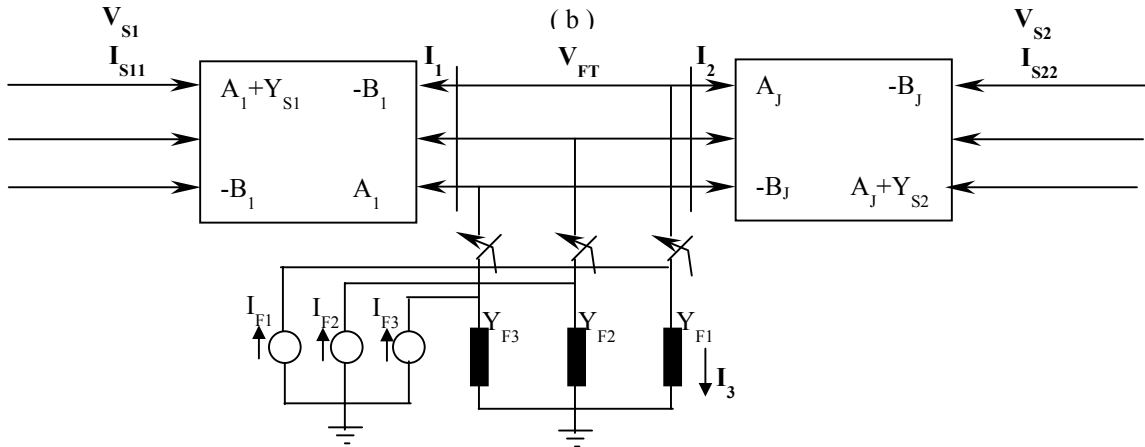 V_S1 ( b ) V_S2
I_S11 I_1 V_FT I_2 I_S22
A_1+Y_S1 -B_1 A_J -B_J
-B_1 A_1 -B_J A_J+Y_S2
I_F1 I_F2 I_F3 Y_F3 Y_F2 Y_F1
I_3